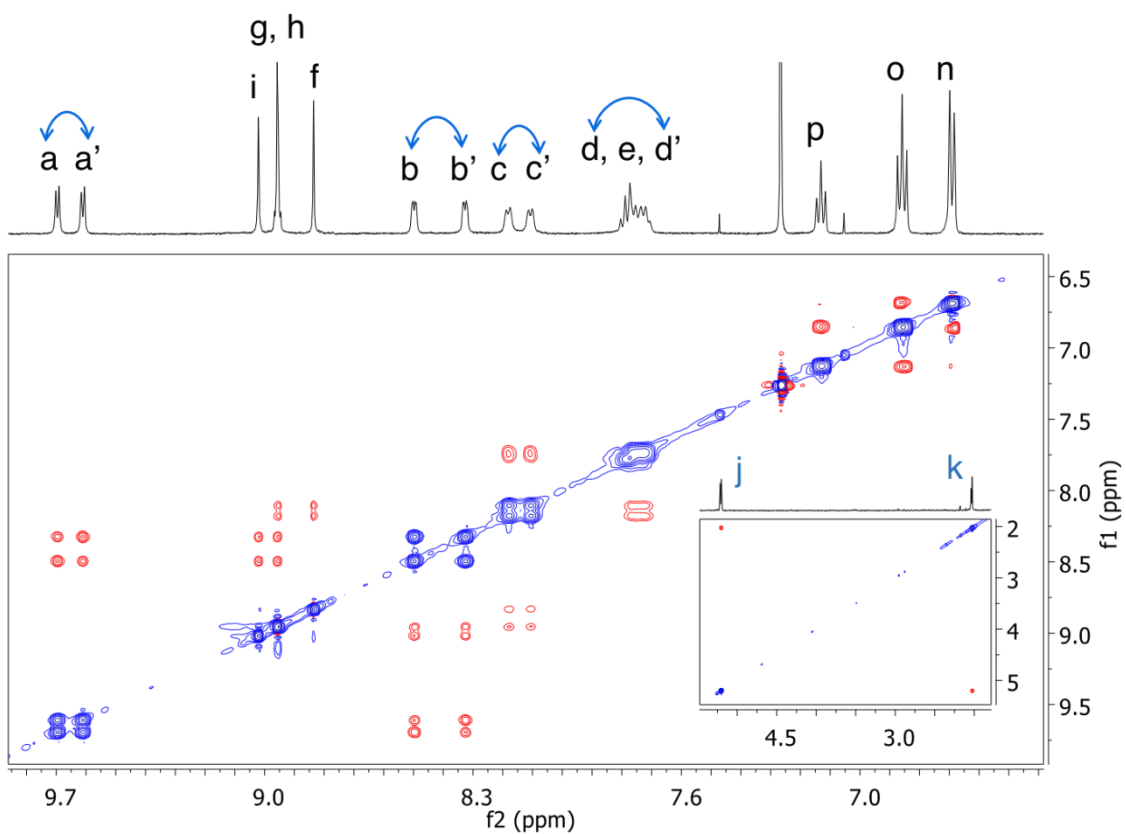 g, h
i
f
o
n
p
a
a’
b
b’
c
c’
d, e, d’
6.5
7.0
7.5
8.0
8.5
9.0
9.5
f1 (ppm)
j
k
2
3
4
5
4.5
3.0
9.7
9.0
8.3
7.6
7.0
f2 (ppm)